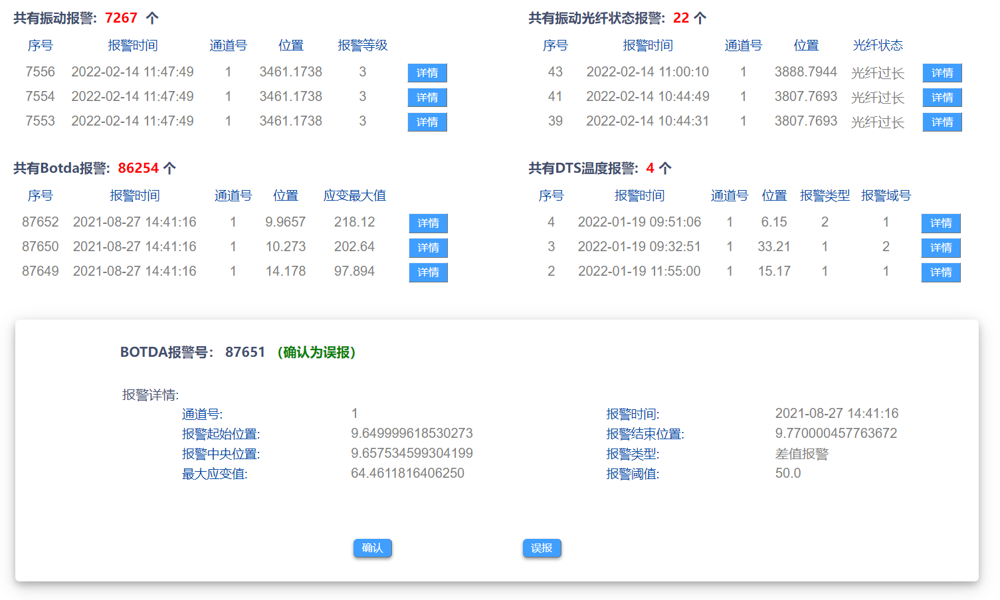 共有振动报警: 7267 个
序号 报警时间 通道号 位置 报警等级
7556 2022-02-14 11:47:49 1 3461.1738 3 详情
7554 2022-02-14 11:47:49 1 3461.1738 3 详情
7553 2022-02-14 11:47:49 1 3461.1738 3 详情
共有振动光纤状态报警: 22 个
序号 报警时间 通道号 位置 光纤状态
43 2022-02-14 11:00:10 1 3888.7944 光纤过长 详情
41 2022-02-14 10:44:49 1 3807.7693 光纤过长 详情
39 2022-02-14 10:44:31 1 3807.7693 光纤过长 详情
共有Botda报警: 86254 个
序号 报警时间 通道号 位置 应变最大值
87652 2021-08-27 14:41:16 1 9.9657 218.12 详情
87650 2021-08-27 14:41:16 1 10.273 202.64 详情
87649 2021-08-27 14:41:16 1 14.178 97.894 详情
共有DTS温度报警: 4 个
序号 报警时间 通道号 位置 报警类型 报警域号
4 2022-01-19 09:51:06 1 6.15 2 1 详情
3 2022-01-19 09:32:51 1 33.21 1 2 详情
2 2022-01-19 11:55:00 1 15.17 1 1 详情
BOTDA报警号: 87651 (确认为误报)
报警详情:
通道号: 1 报警时间: 2021-08-27 14:41:16
报警起始位置: 9.649999618530273 报警结束位置: 9.770000457763672
报警中央位置: 9.657534599304199 报警类型: 差值报警
最大应变值: 64.4611816406250 报警阈值: 50.0
确认 误报